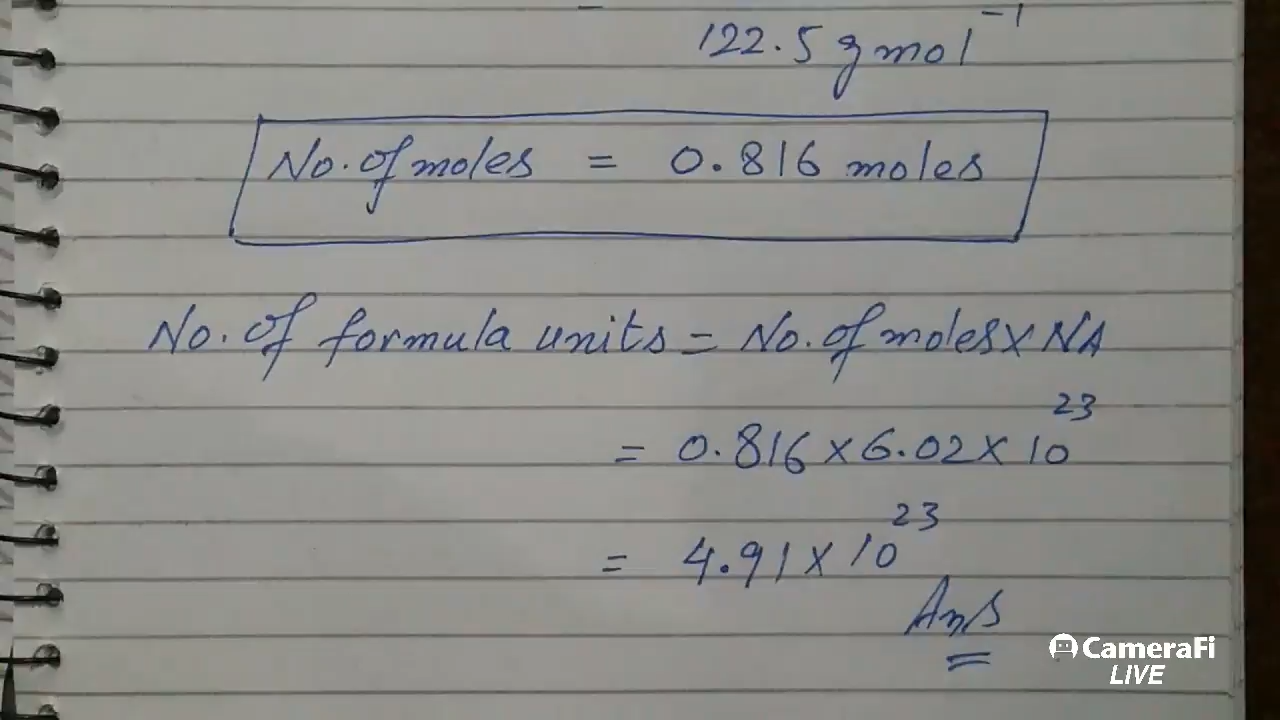 122.5 g mol⁻¹
No. of moles = 0.816 moles
No. of formula units = No. of moles × NA
= 0.816 × 6.02 × 10²³
= 4.91 × 10²³
Ans
CameraFi
LIVE